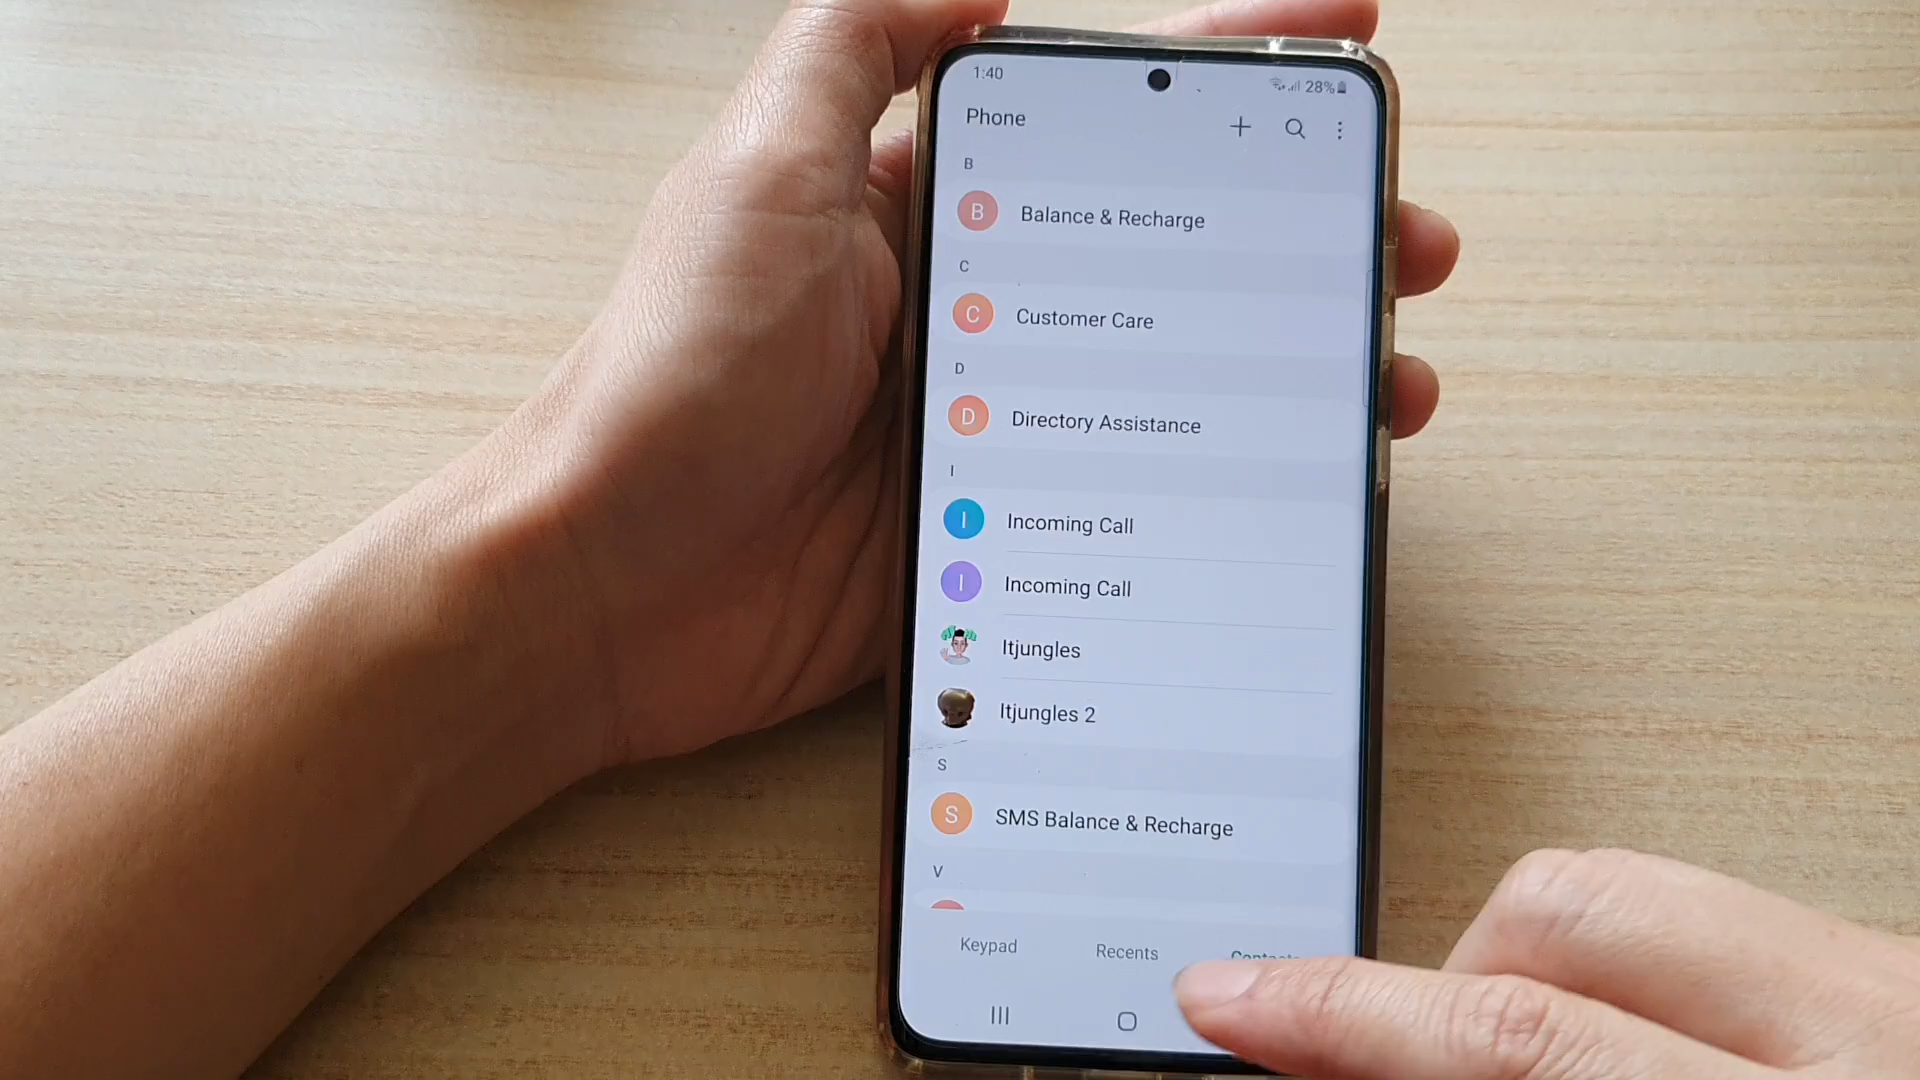 1:40
28%
Phone
B
B Balance & Recharge
C
C Customer Care
D
D Directory Assistance
I
I Incoming Call
I Incoming Call
Itjungles
Itjungles 2
S
S SMS Balance & Recharge
V
Keypad Recents Contacts